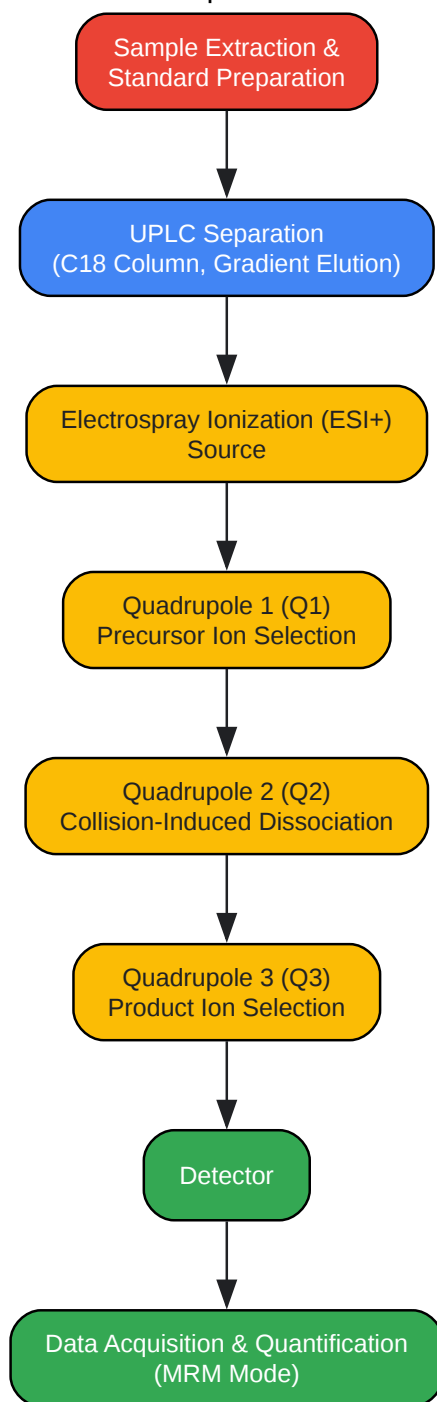 Sample Extraction &
Standard Preparation
UPLC Separation
(C18 Column, Gradient Elution)
Electrospray Ionization (ESI+)
Source
Quadrupole 1 (Q1)
Precursor Ion Selection
Quadrupole 2 (Q2)
Collision-Induced Dissociation
Quadrupole 3 (Q3)
Product Ion Selection
Detector
Data Acquisition & Quantification
(MRM Mode)